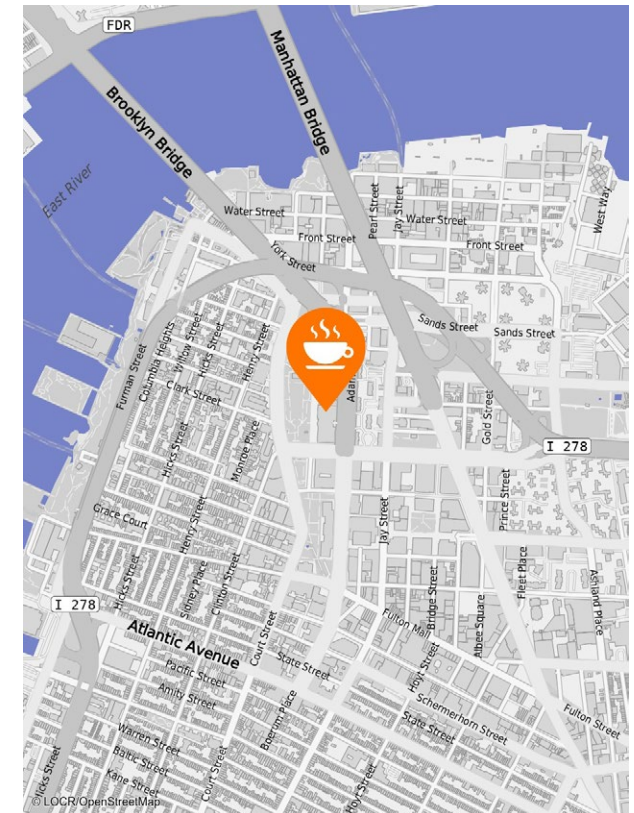 FDR
Manhattan Bridge
Brooklyn Bridge
East River
West Way
Pearl Street
Jay Street
Water Street
Water Street
Front Street
Front Street
York Street
Sands Street
Sands Street
Columbia Heights
Willow Street
Hicks Street
Henry Street
Furman Street
Clark Street
Adam
Gold Street
Hicks Street
Monroe Place
I 278
Prince Street
Grace Court
Henry Street
Jay Street
Hicks Street
Sidney Place
Clinton Street
Bridge Street
Fleet Place
Ashland Place
I 278
Albee Square
Fulton Mall
Atlantic Avenue
Court Street
State Street
Hoyt Street
Pacific Street
Schermerhorn Street
Amity Street
State Street
Fulton Street
Boerum Place
Warren Street
Baltic Street
Kane Street
Court Street
Hoyt Street
Hicks Street
© LOCR/OpenStreetMap